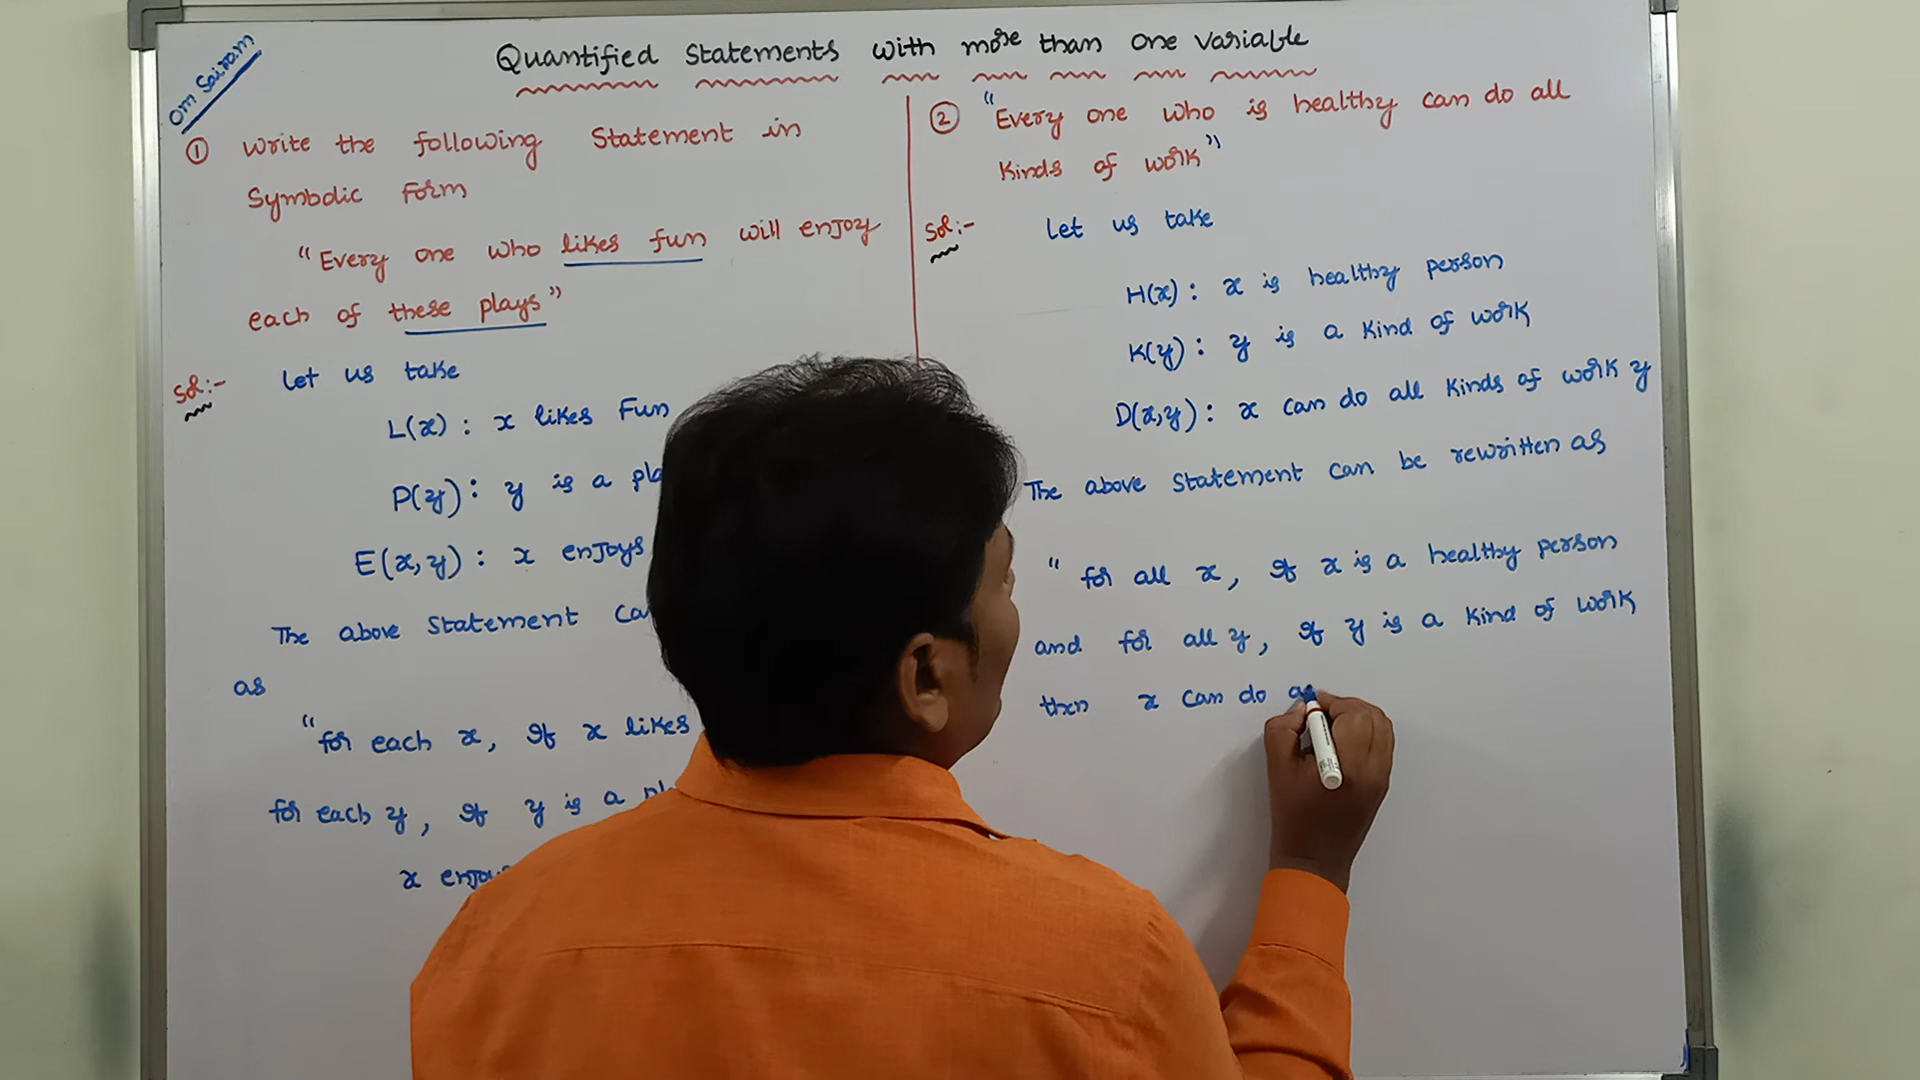 Om Sairam
Quantified Statements with more than one variable
① Write the following Statement in
Symbolic form
"Every one who likes fun will enjoy
each of these plays"
Sol:- Let us take
L(x) : x likes Fun
P(y) : y is a
E(x,y) : x enjoys
The above statement
as
"for each x, if x likes
for each y, if y is a
x
② "Every one who is healthy can do all
kinds of work"
Sol:- Let us take
H(x) : x is healthy person
K(y) : y is a kind of work
D(x,y) : x can do all kinds of work y
The above statement can be rewritten as
"for all x, if x is a healthy person
and for all y, if y is a kind of work
then x can do